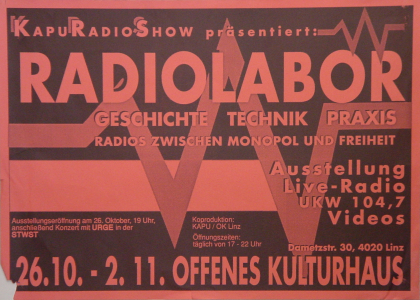 KAPURADIOSHOW präsentiert:
RADIOLABOR
GESCHICHTE TECHNIK PRAXIS
RADIOS ZWISCHEN MONOPOL UND FREIHEIT
Ausstellung
Live-Radio
UKW 104,7
Videos
Ausstellungseröffnung am 26. Oktober, 19 Uhr,
anschließend Konzert mit URGE in der
STWST
Koproduktion:
KAPU / OK Linz
Öffnungszeiten:
täglich von 17 - 22 Uhr
Dametzstr. 30, 4020 Linz
26.10. - 2. 11. OFFENES KULTURHAUS